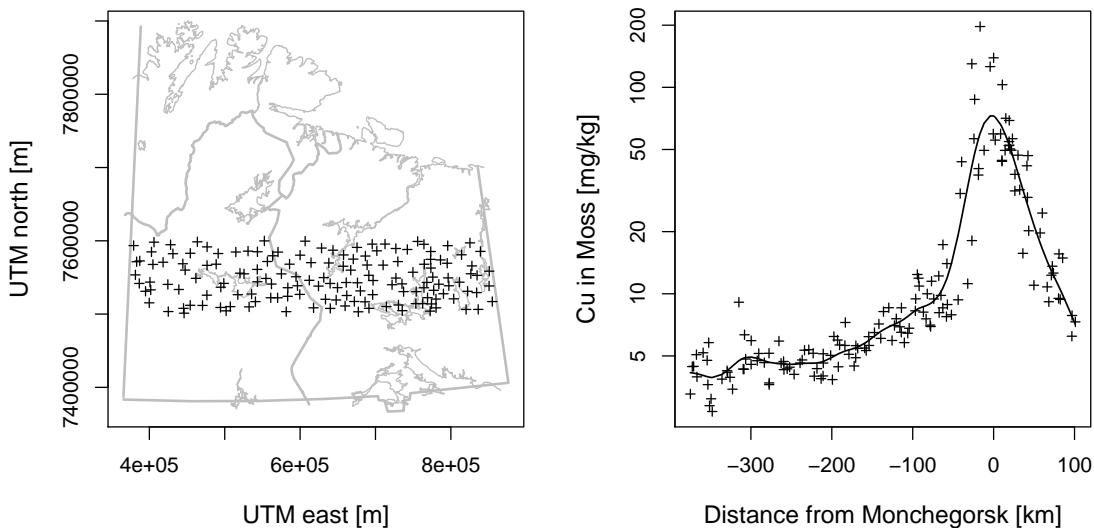 7400000 7600000 7800000
UTM north [m]
4e+05 6e+05 8e+05
UTM east [m]
200
100
50
20
10
5
Cu in Moss [mg/kg]
−300 −200 −100 0 100
Distance from Monchegorsk [km]